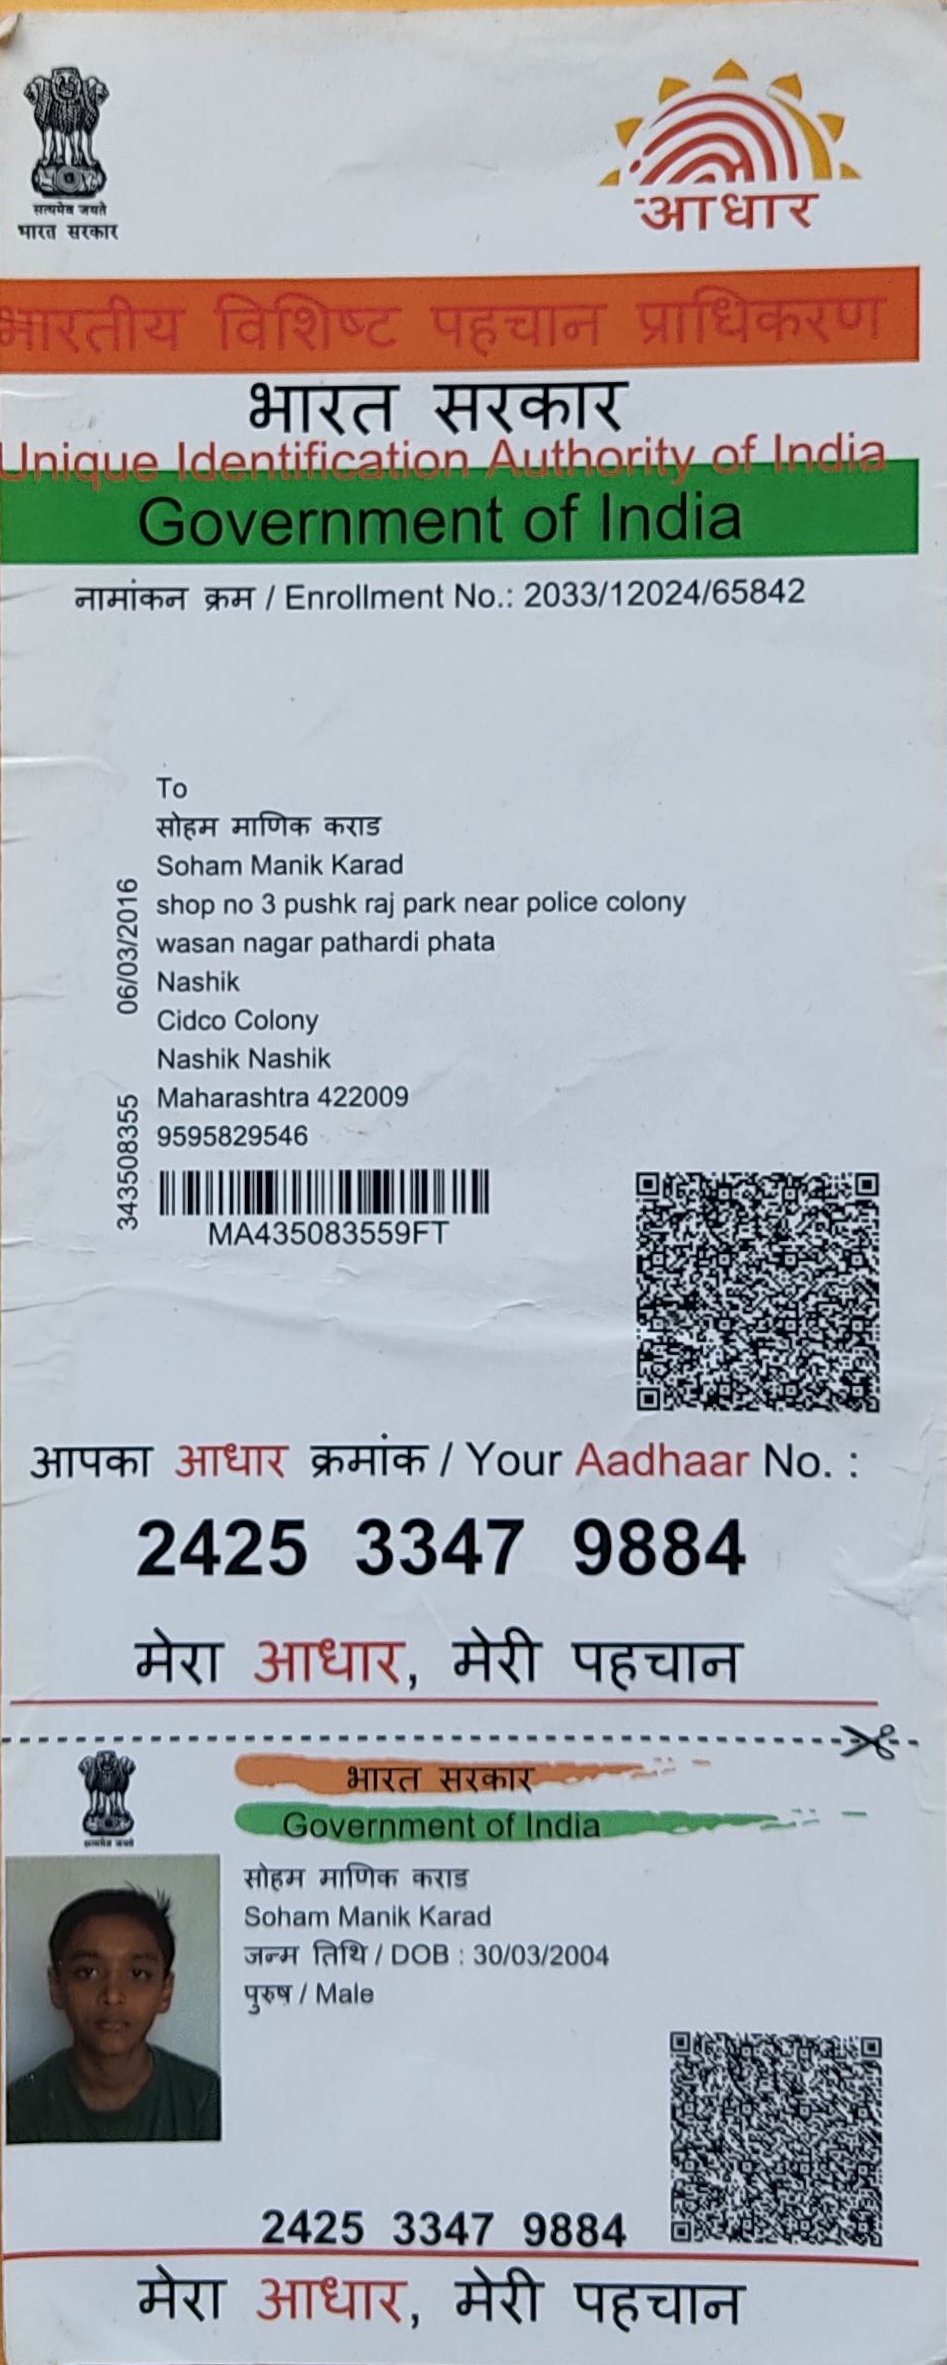 सत्यमेव जयते
भारत सरकार
आधार
भारतीय विशिष्ट पहचान प्राधिकरण
भारत सरकार
Unique Identification Authority of India
Government of India
नामांकन क्रम / Enrollment No.: 2033/12024/65842
To
सोहम माणिक कराड
Soham Manik Karad
shop no 3 pushk raj park near police colony
wasan nagar pathardi phata
Nashik
Cidco Colony
Nashik Nashik
Maharashtra 422009
9595829546
06/03/2016
343508355
MA435083559FT
आपका आधार क्रमांक / Your Aadhaar No. :
2425 3347 9884
मेरा आधार, मेरी पहचान
सत्यमेव जयते
भारत सरकार
Government of India
सोहम माणिक कराड
Soham Manik Karad
जन्म तिथि / DOB : 30/03/2004
पुरुष / Male
2425 3347 9884
मेरा आधार, मेरी पहचान